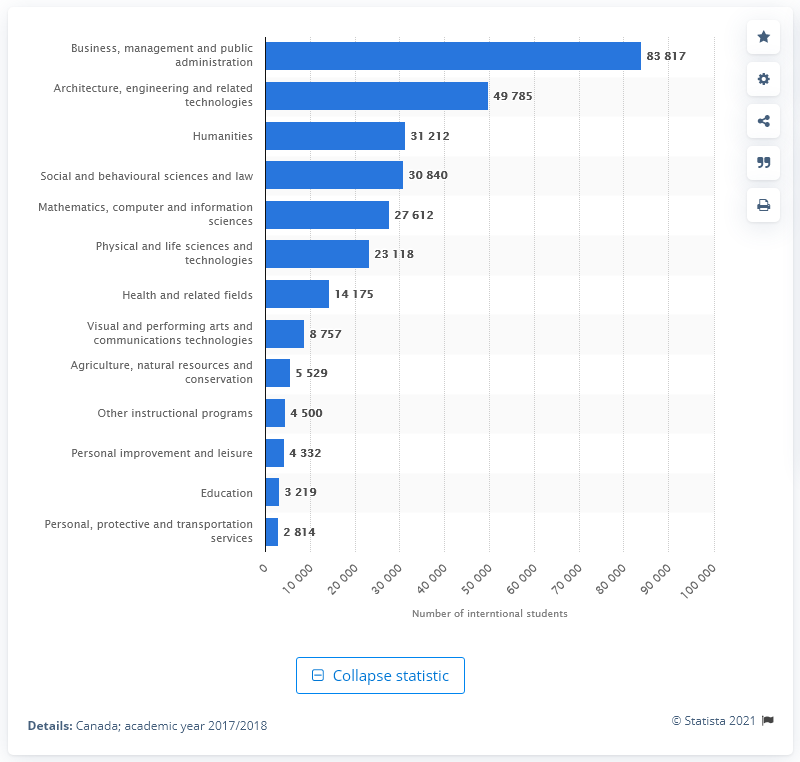 Business, management and public
administration
83 817
Architecture, engineering and related
technologies
49 785
Humanities
31 212
Social and behavioural sciences and law
30 840
Mathematics, computer and information
sciences
27 612
Physical and life sciences and
technologies
23 118
Health and related fields
14 175
Visual and performing arts and
communications technologies
8 757
Agriculture, natural resources and
conservation
5 529
Other instructional programs
4 500
Personal improvement and leisure
4 332
Education
3 219
Personal, protective and transportation
services
2 814
0 10 000 20 000 30 000 40 000 50 000 60 000 70 000 80 000 90 000 100 000
Number of interntional students
Collapse statistic
Details: Canada; academic year 2017/2018
© Statista 2021